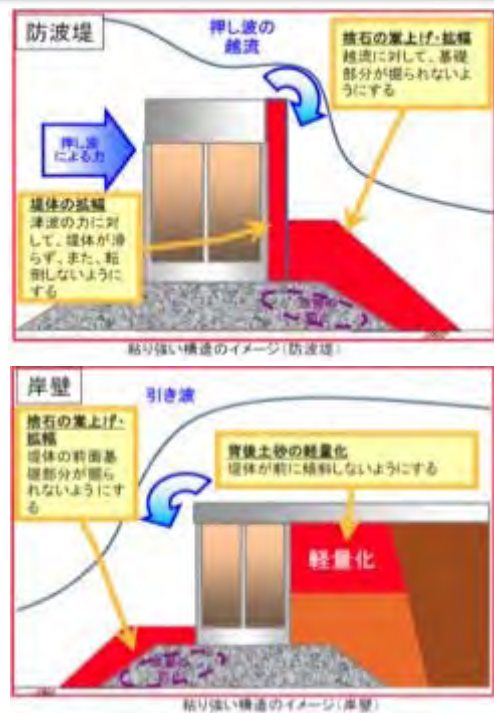 防波堤
押し波の
越流
捨石の嵩上げ・拡幅
越流に対して、基礎
部分が掘られないよ
うにする
押し波
による力
堤体の拡幅
津波の力に対
して、堤体が滑
らず、また、転
倒しないように
する
粘り強い構造のイメージ(防波堤)
岸壁
引き波
捨石の嵩上げ・
拡幅
堤体の前面基
礎部分が掘ら
れないようにす
る
背後土砂の軽量化
堤体が前に傾斜しないようにする
軽量化
粘り強い構造のイメージ(岸壁)